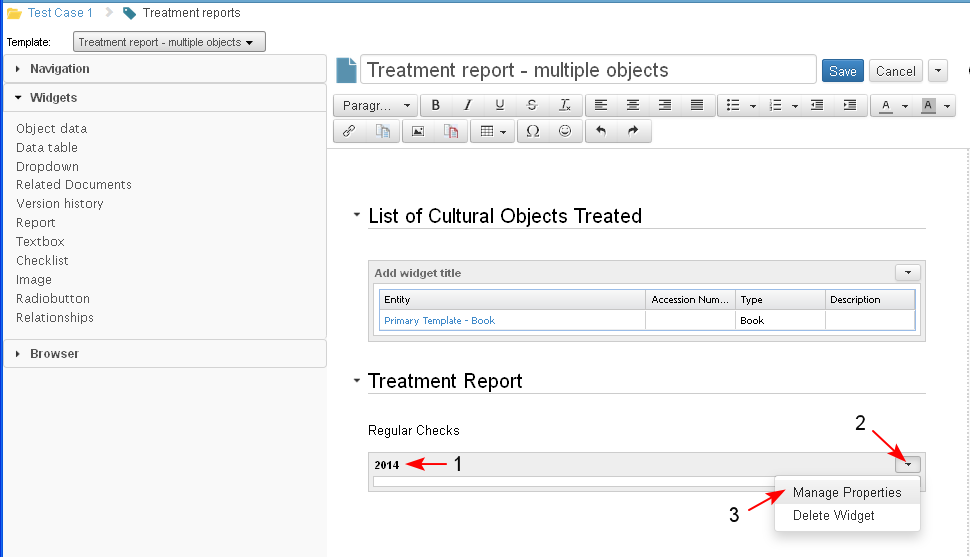 Test Case 1 Treatment reports
Template: Treatment report - multiple objects
Navigation
Widgets
Object data
Data table
Dropdown
Related Documents
Version history
Report
Textbox
Checklist
Image
Radiobutton
Relationships
Browser
Treatment report - multiple objects Save Cancel
Paragr... B I U S Tx A A
Ω
List of Cultural Objects Treated
Add widget title
Entity Accession Num... Type Description
Primary Template - Book Book
Treatment Report
Regular Checks
2
2014 1
3 Manage Properties
Delete Widget